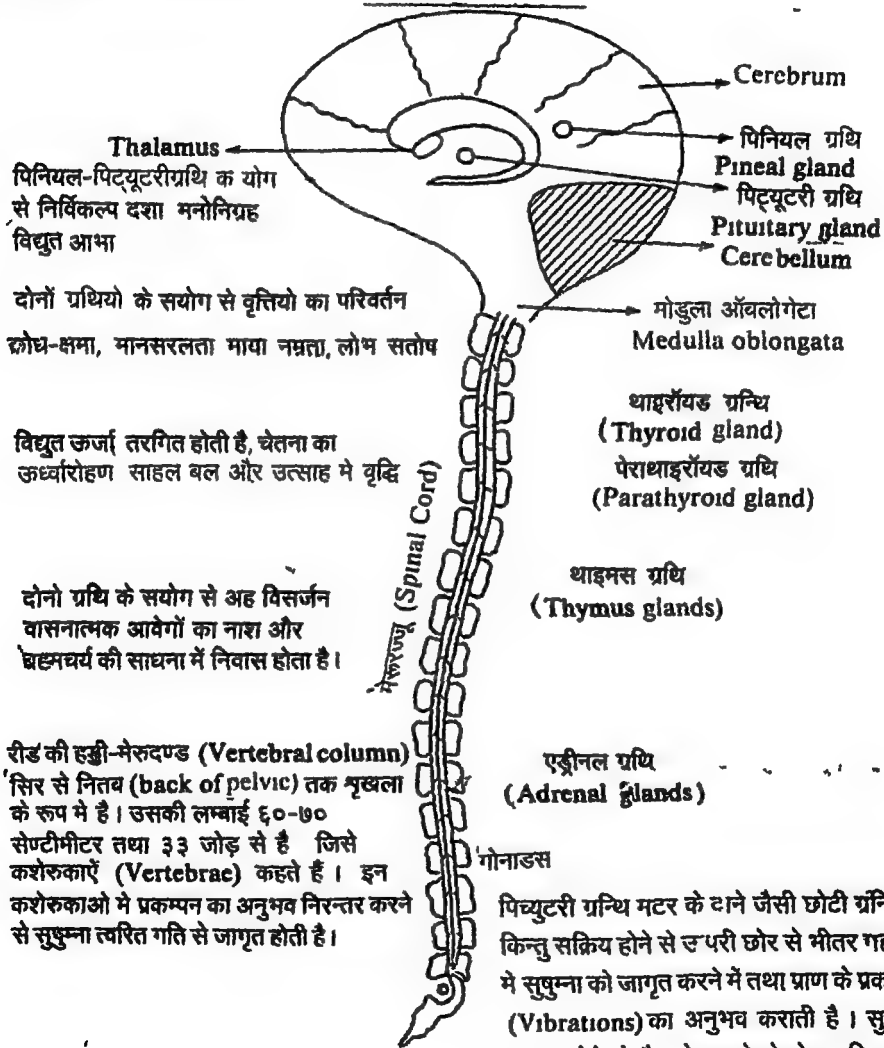 Cerebrum
Thalamus
पिनियल ग्रथि
Pineal gland
पिट्यूटरी ग्रथि
Pituitary gland
Cerebellum
पिनियल-पिट्यूटरीग्रथि क योग
से निर्विकल्प दशा मनोनिग्रह
विद्युत आभा
दोनों ग्रथियो के सयोग से वृत्तियो का परिवर्तन
क्रोध-क्षमा, मानसरलता माया नम्रता, लोभ सतोष
मोडुला ऑवलोगेटा
Medulla oblongata
थाइरॉयड ग्रन्थि
(Thyroid gland)
पेराथाइरॉयड ग्रथि
(Parathyroid gland)
विद्युत ऊर्जा तरगित होती है, चेतना का
ऊर्ध्वारोहण साहल बल और उत्साह मे वृद्धि
मेरूरज्जू (Spinal Cord)
थाइमस ग्रथि
(Thymus glands)
दोनो ग्रथि के सयोग से अह विसर्जन
वासनात्मक आवेगों का नाश और
ब्रह्मचर्य की साधना में निवास होता है।
रीड की हड्डी-मेरुदण्ड (Vertebral column)
सिर से नितब (back of pelvic) तक शृखला
के रूप मे है। उसकी लम्बाई ६०-७०
सेण्टीमीटर तथा ३३ जोड़ से है जिसे
कशेरुकाऐं (Vertebrae) कहते हैं। इन
कशेरुकाओ मे प्रकम्पन का अनुभव निरन्तर करने
से सुषुम्ना त्वरित गति से जागृत होती है।
एड्रीनल ग्रथि
(Adrenal glands)
गोनाडस
पिच्युटरी ग्रन्थि मटर के दाने जैसी छोटी
किन्तु सक्रिय होने से उपरी छोर से भीतर
मे सुषुम्ना को जागृत करने में तथा प्राण के
(Vibrations) का अनुभव कराती है।